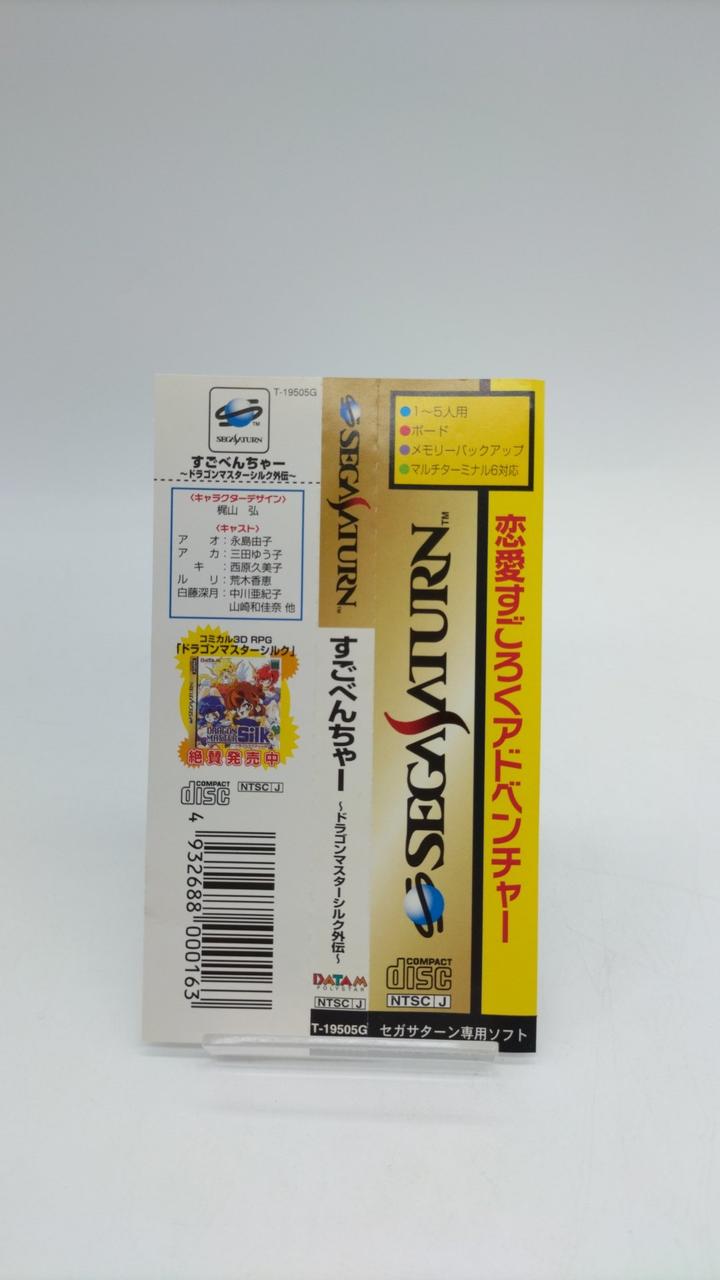 T-19505G
SEGA SATURN
TM
すごべんちゃー
～ドラゴンマスターシルク外伝～
〈キャラクターデザイン〉
梶山 弘
〈キャスト〉
ア オ：永島由子
ア カ：三田ゆう子
キ ：西原久美子
ル リ：荒木香恵
白藤深月：中川亜紀子
山崎和佳奈 他
コミカル3D RPG
「ドラゴンマスターシルク」
DRAGON MASTER Silk
絶賛発売中
COMPACT disc
NTSC J
4 932688 000163
SEGA SATURN TM
すごべんちゃー ～ドラゴンマスターシルク外伝～
DATAM POLYSTAR
NTSC J
T-19505G
●1～5人用
●ボード
●メモリーバックアップ
●マルチターミナル6対応
SEGA SATURN TM
COMPACT disc
NTSC J
恋愛すごろくアドベンチャー
セガサターン専用ソフト